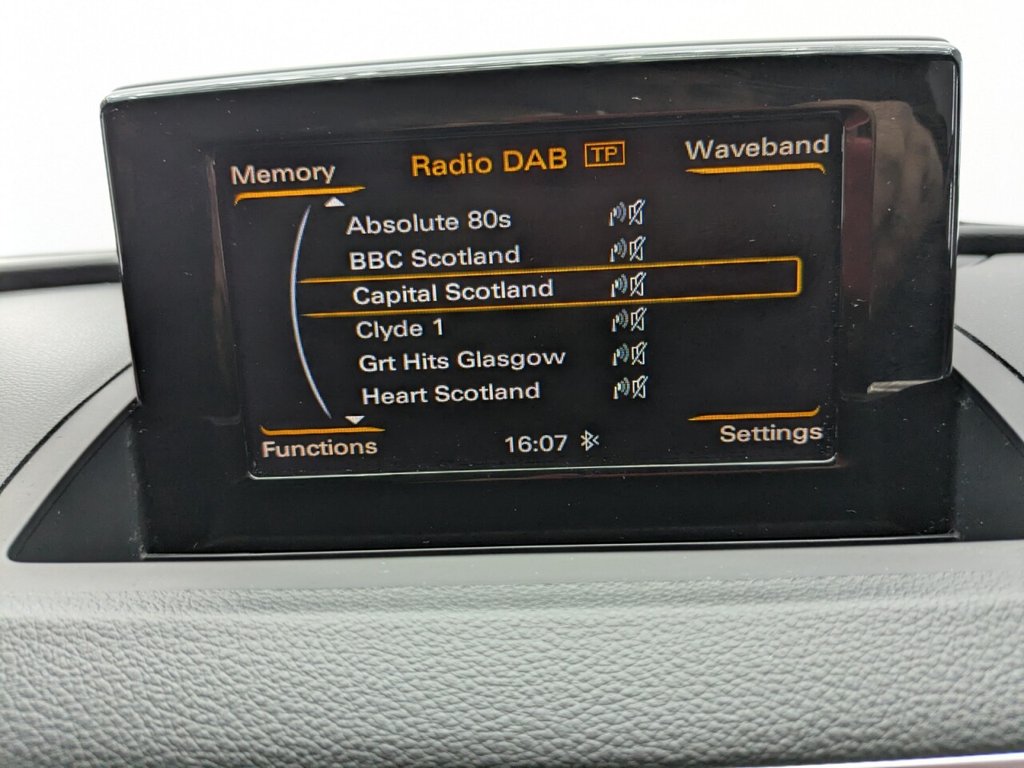 Memory Radio DAB TP Waveband
Absolute 80s
BBC Scotland
Capital Scotland
Clyde 1
Grt Hits Glasgow
Heart Scotland
Functions 16:07 Settings